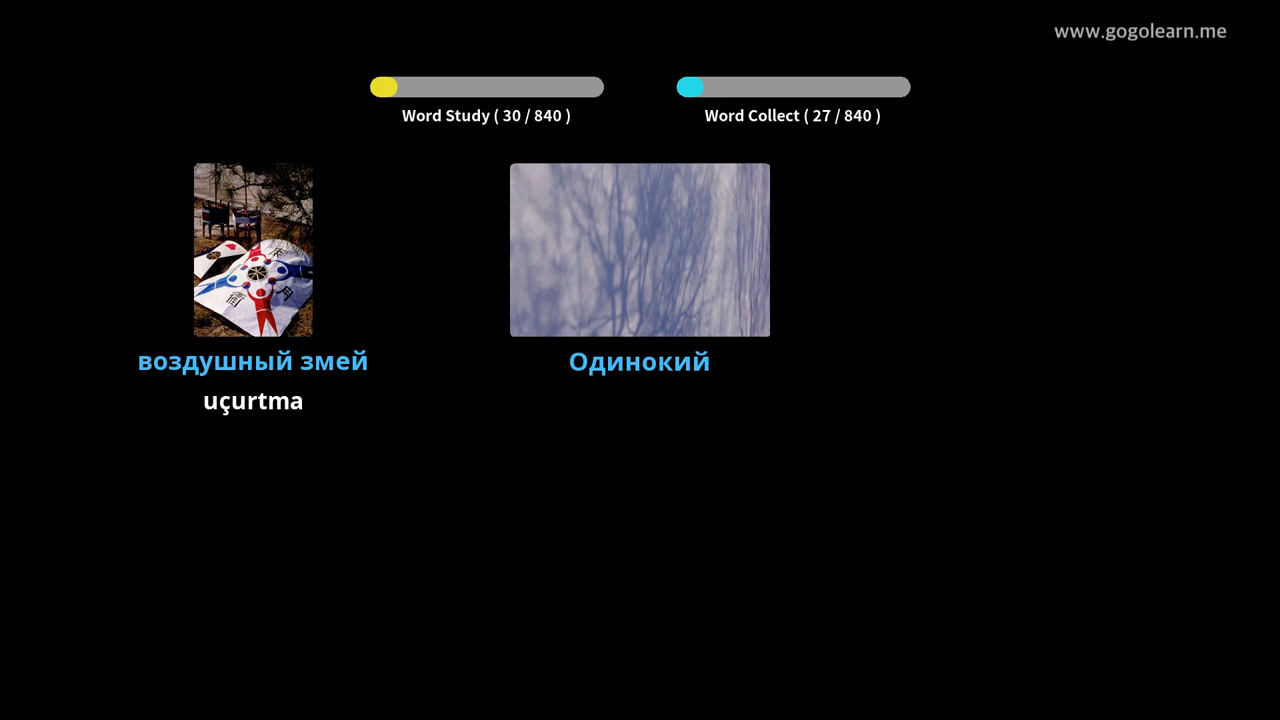 www.gogolearn.me
Word Study ( 30 / 840 )
Word Collect ( 27 / 840 )
воздушный змей
uçurtma
Одинокий